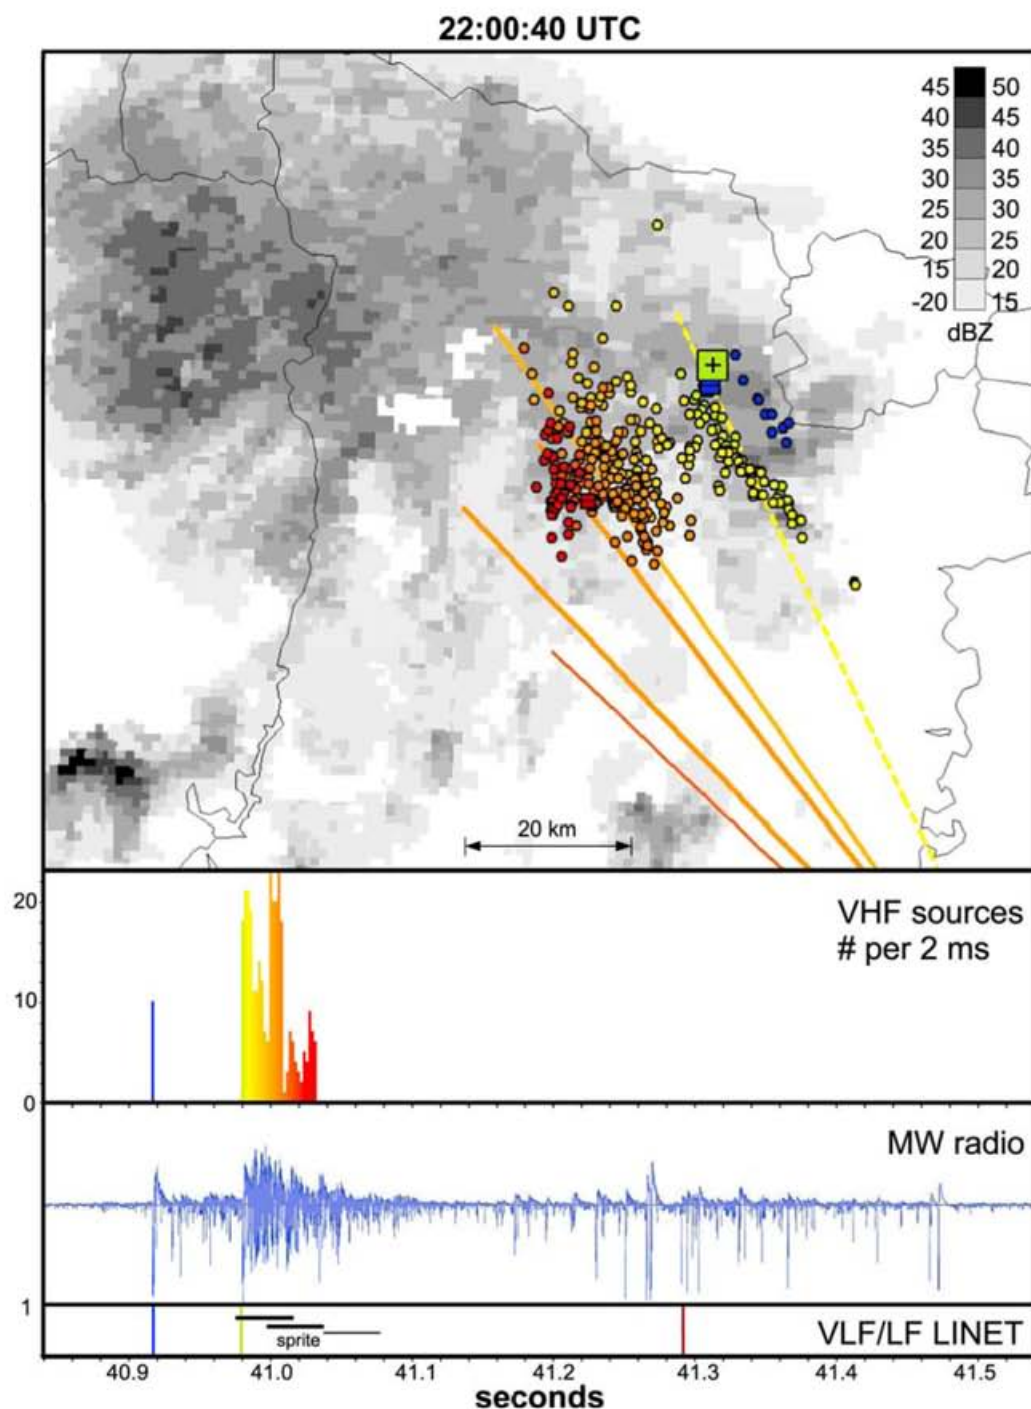 22:00:40 UTC
45 50
40 45
35 40
30 35
25 30
20 25
15 20
-20 15
dBZ
+
20 km
VHF sources
# per 2 ms
20
10
0
MW radio
1
sprite
VLF/LF LINET
40.9 41.0 41.1 41.2 41.3 41.4 41.5
seconds